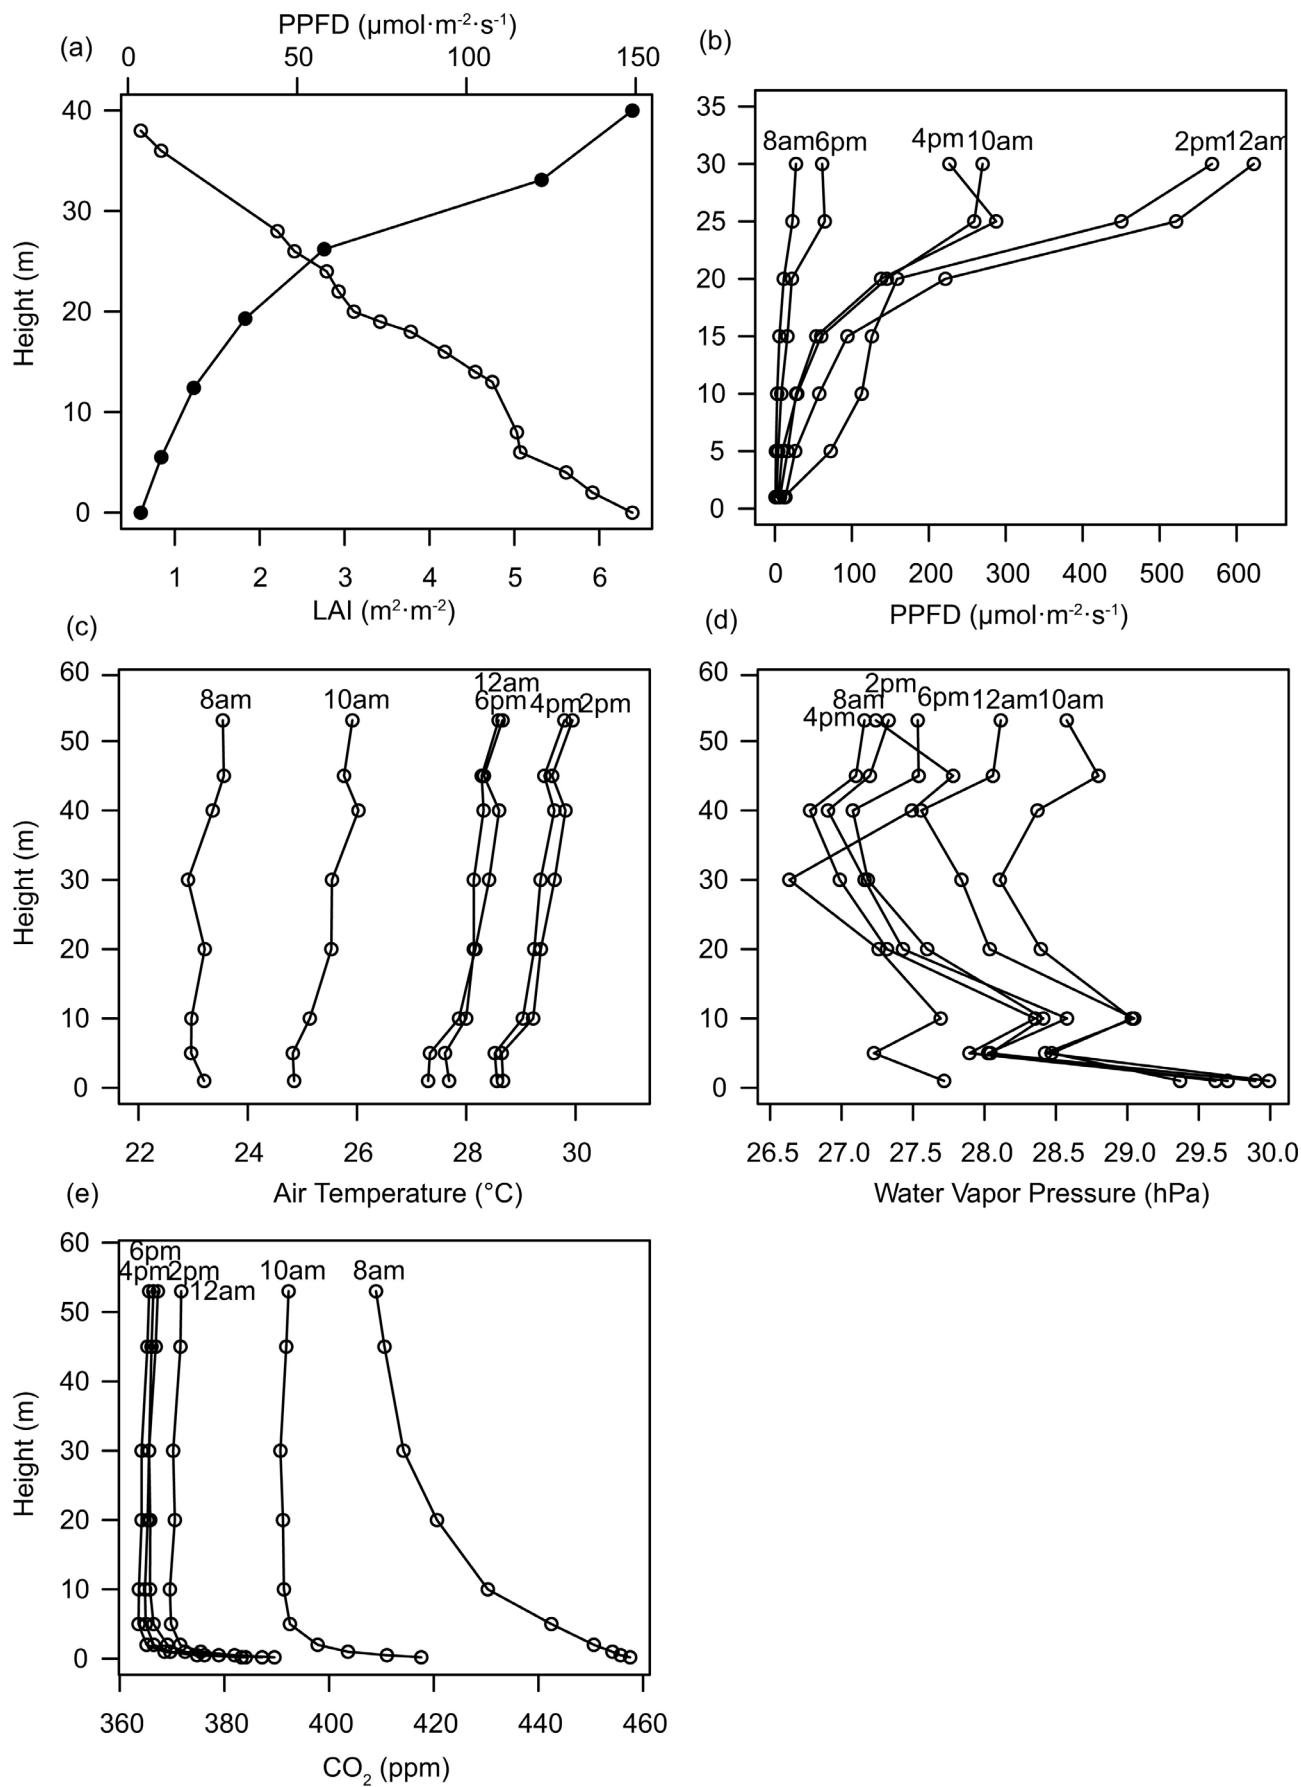 (a)
PPFD (µmol·m-2·s-1)
0 50 100 150
40
30
20
10
0
Height (m)
1 2 3 4 5 6
LAI (m2·m-2)
(b)
35
30
25
20
15
10
5
0
8am 6pm 4pm 10am 2pm 12am
0 100 200 300 400 500 600
PPFD (µmol·m-2·s-1)
(c)
60
50
40
30
20
10
0
Height (m)
8am 10am 12am
6pm 4pm 2pm
22 24 26 28 30
Air Temperature (°C)
(d)
60
50
40
30
20
10
0
2pm
8am 6pm 12am 10am
4pm
26.5 27.0 27.5 28.0 28.5 29.0 29.5 30.0
Water Vapor Pressure (hPa)
(e)
60
50
40
30
20
10
0
Height (m)
6pm
4pm 2pm 10am 8am
12am
360 380 400 420 440 460
CO2 (ppm)